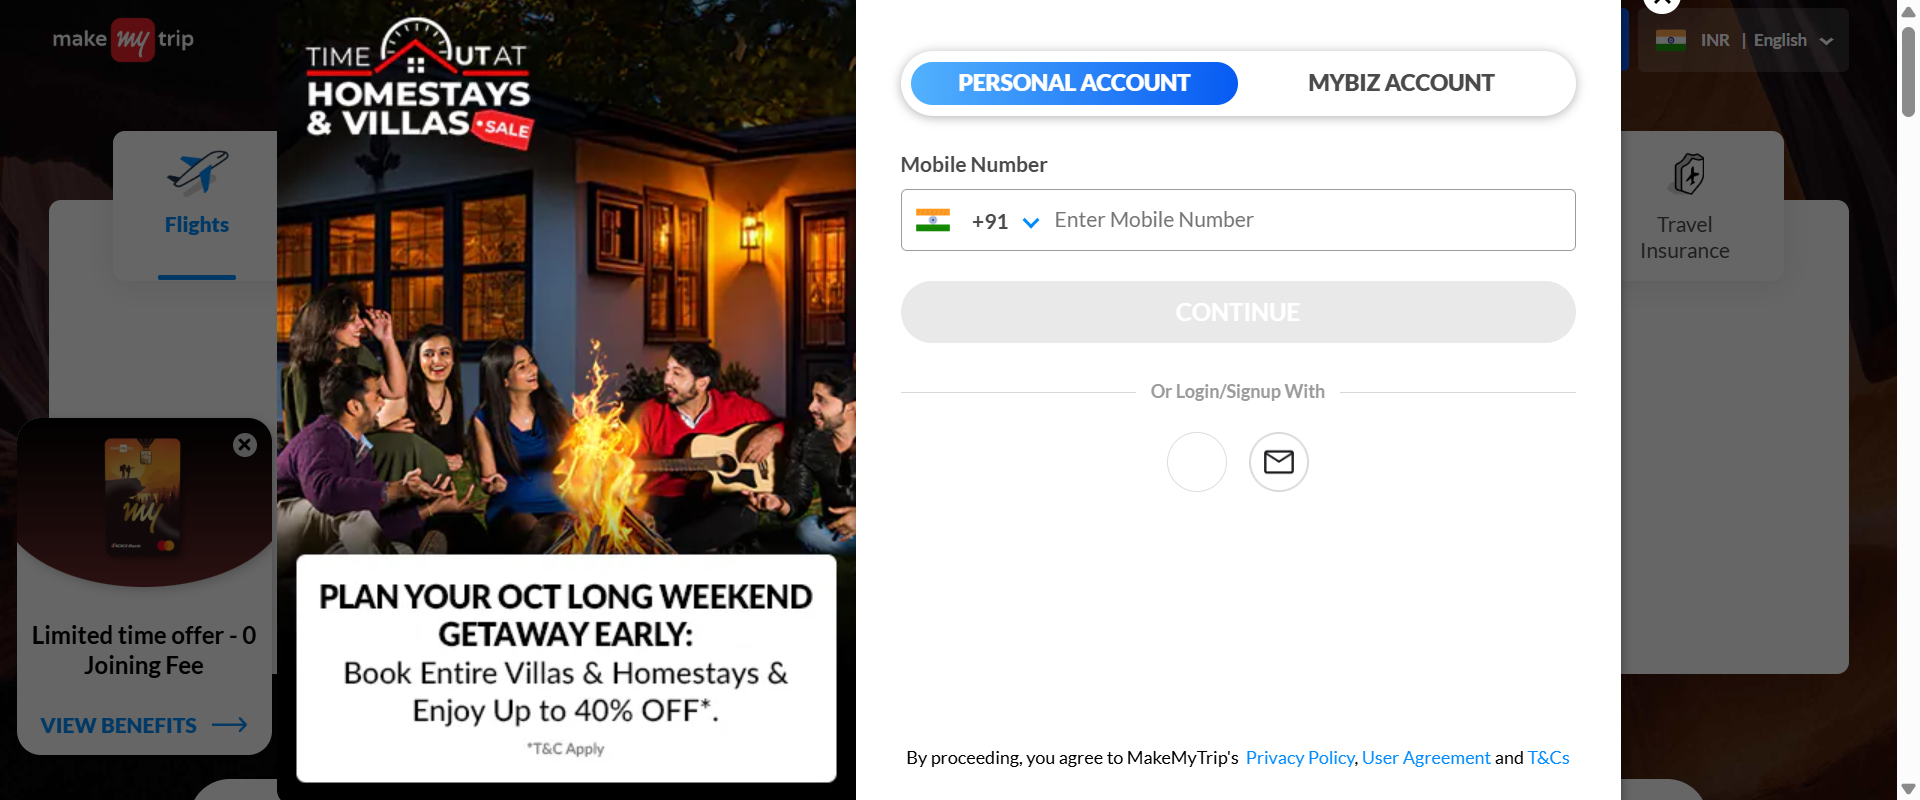 make my trip
INR | English
Flights
Limited time offer - 0
Joining Fee
VIEW BENEFITS
TIME OUT AT
HOMESTAYS
& VILLAS SALE
PLAN YOUR OCT LONG WEEKEND
GETAWAY EARLY:
Book Entire Villas & Homestays &
Enjoy Up to 40% OFF*.
*T&C Apply
PERSONAL ACCOUNT
MYBIZ ACCOUNT
Mobile Number
+91 Enter Mobile Number
CONTINUE
Or Login/Signup With
By proceeding, you agree to MakeMyTrip's Privacy Policy, User Agreement and T&Cs
Travel
Insurance
my